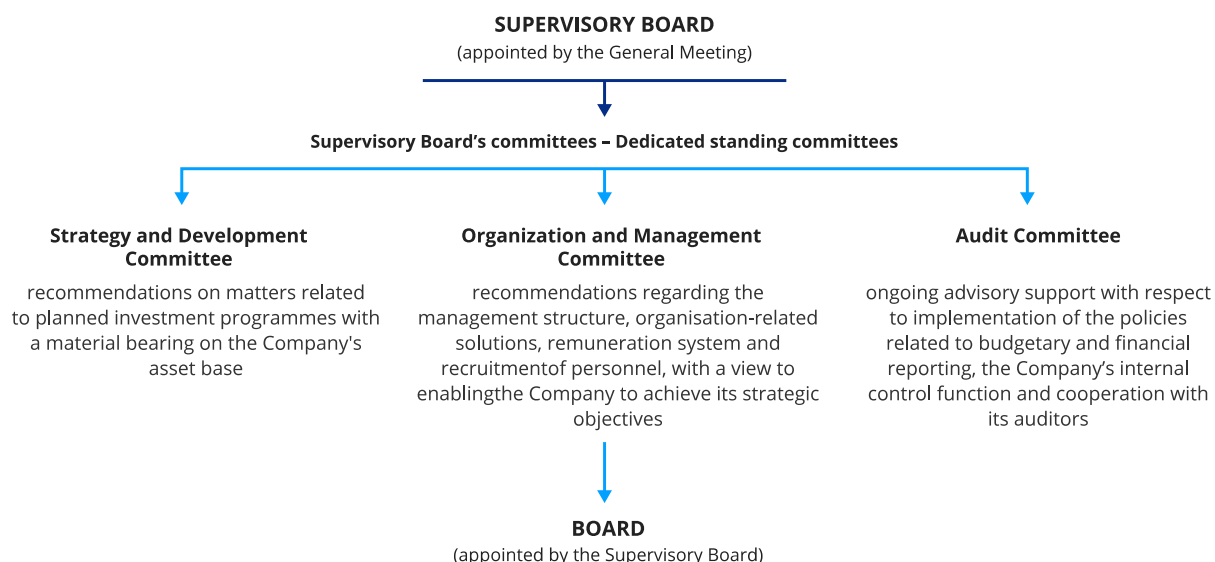 SUPERVISORY BOARD
(appointed by the General Meeting)
Supervisory Board's committees – Dedicated standing committees
Strategy and Development
Committee
recommendations on matters related
to planned investment programmes with
a material bearing on the Company's
asset base
Organization and Management
Committee
recommendations regarding the
management structure, organisation-related
solutions, remuneration system and
recruitmentof personnel, with a view to
enablingthe Company to achieve its strategic
objectives
Audit Committee
ongoing advisory support with respect
to implementation of the policies
related to budgetary and financial
reporting, the Company's internal
control function and cooperation with
its auditors
BOARD
(appointed by the Supervisory Board)